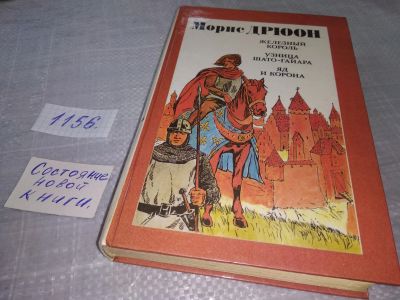 Морис ДРЮОН
ЖЕЛЕЗНЫЙ
КОРОЛЬ
УЗНИЦА
ШАТО-ГАЙАРА
ЯД
И КОРОНА
1156.
Состояние
новой
книги.